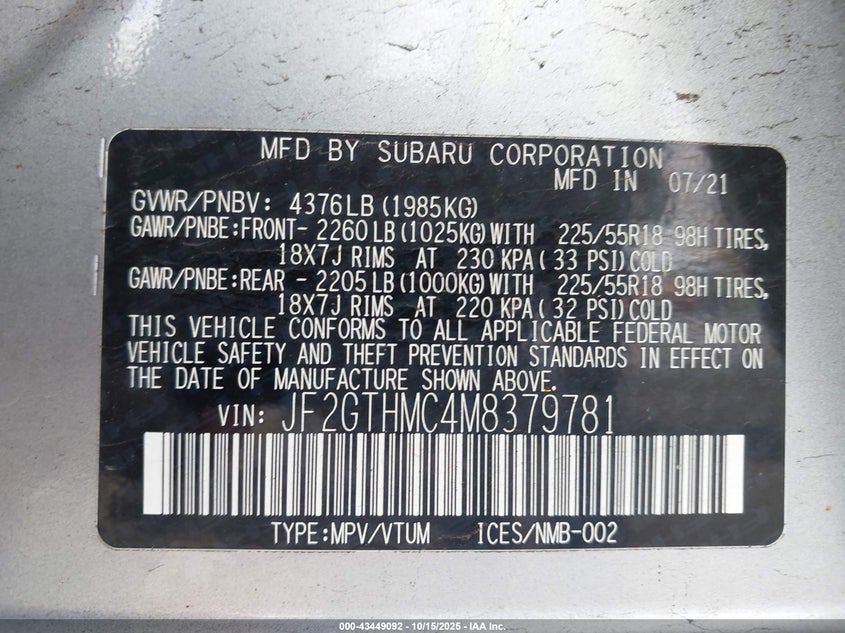 MFD BY SUBARU CORPORATION
MFD IN 07/21
GVWR/PNBV: 4376LB (1985KG)
GAWR/PNBE:FRONT- 2260 LB (1025KG) WITH 225/55R18 98H TIRES,
18X7J RIMS AT 230 KPA ( 33 PSI) COLD
GAWR/PNBE:REAR - 2205 LB (1000KG) WITH 225/55R18 98H TIRES,
18X7J RIMS AT 220 KPA ( 32 PSI) COLD
THIS VEHICLE CONFORMS TO ALL APPLICABLE FEDERAL MOTOR
VEHICLE SAFETY AND THEFT PREVENTION STANDARDS IN EFFECT ON
THE DATE OF MANUFACTURE SHOWN ABOVE.
VIN: JF2GTHMC4M8379781
TYPE:MPV/VTUM ICES/NMB-002
000-43449092 - 10/15/2025 - IAA Inc.